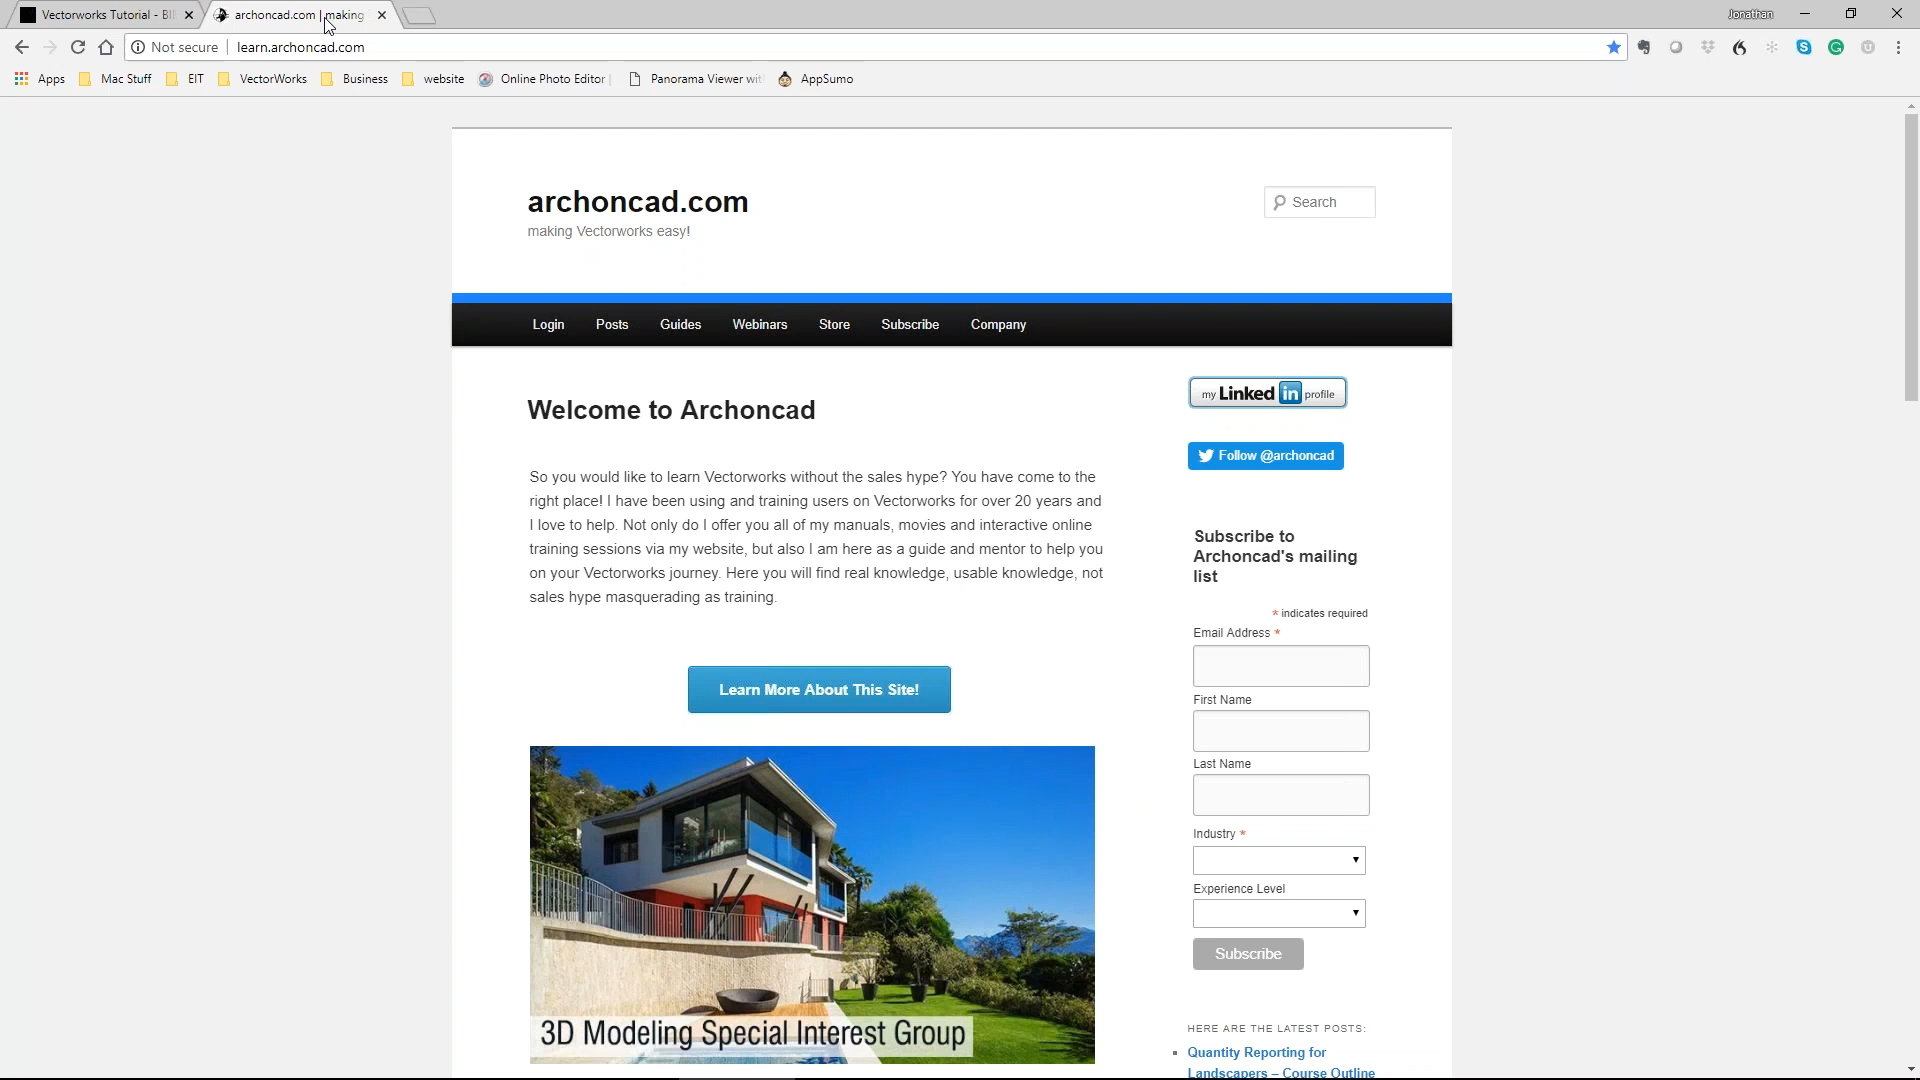 Vectorworks Tutorial - BI
archoncad.com | making
Jonathan
Not secure
learn.archoncad.com
Apps
Mac Stuff
EIT
VectorWorks
Business
website
Online Photo Editor |
Panorama Viewer wit
AppSumo
archoncad.com
making Vectorworks easy!
Search
Login
Posts
Guides
Webinars
Store
Subscribe
Company
Welcome to Archoncad
So you would like to learn Vectorworks without the sales hype? You have come to the
right place! I have been using and training users on Vectorworks for over 20 years and
I love to help. Not only do I offer you all of my manuals, movies and interactive online
training sessions via my website, but also I am here as a guide and mentor to help you
on your Vectorworks journey. Here you will find real knowledge, usable knowledge, not
sales hype masquerading as training.
Learn More About This Site!
3D Modeling Special Interest Group
my Linked in profile
Follow @archoncad
Subscribe to
Archoncad's mailing
list
* indicates required
Email Address *
First Name
Last Name
Industry *
Experience Level
Subscribe
HERE ARE THE LATEST POSTS:
Quantity Reporting for
Landscapers – Course Outline